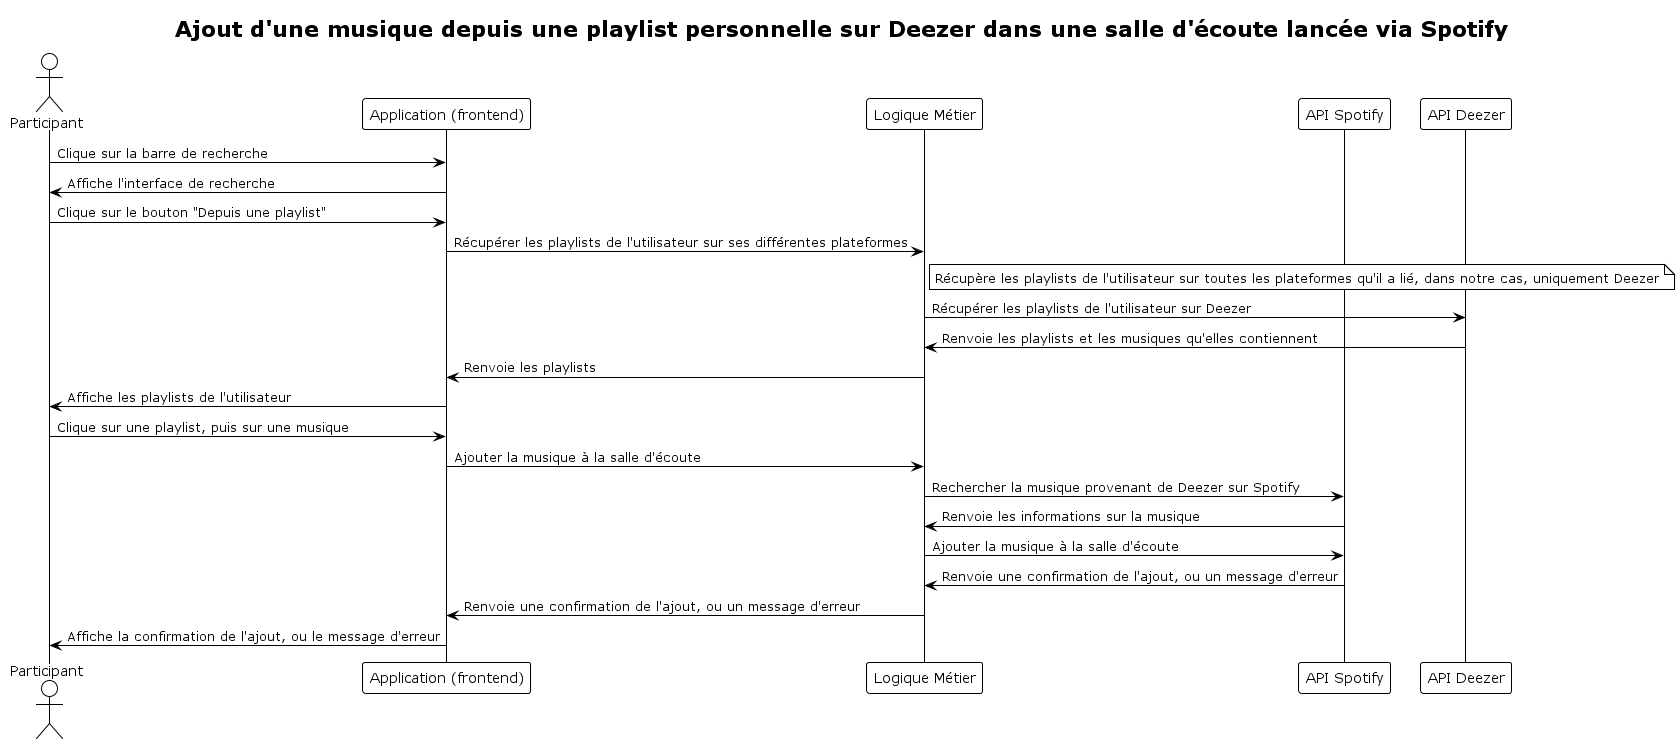 Ajout d'une musique depuis une playlist personnelle sur Deezer dans une salle d'écoute lancée via Spotify
Participant
Application (frontend)
Logique Métier
API Spotify
API Deezer
Clique sur la barre de recherche
Affiche l'interface de recherche
Clique sur le bouton "Depuis une playlist"
Récupérer les playlists de l'utilisateur sur ses différentes plateformes
Récupère les playlists de l'utilisateur sur toutes les plateformes qu'il a lié, dans notre cas, uniquement Deezer
Récupérer les playlists de l'utilisateur sur Deezer
Renvoie les playlists et les musiques qu'elles contiennent
Renvoie les playlists
Affiche les playlists de l'utilisateur
Clique sur une playlist, puis sur une musique
Ajouter la musique à la salle d'écoute
Rechercher la musique provenant de Deezer sur Spotify
Renvoie les informations sur la musique
Ajouter la musique à la salle d'écoute
Renvoie une confirmation de l'ajout, ou un message d'erreur
Renvoie une confirmation de l'ajout, ou un message d'erreur
Affiche la confirmation de l'ajout, ou le message d'erreur
Participant
Application (frontend)
Logique Métier
API Spotify
API Deezer